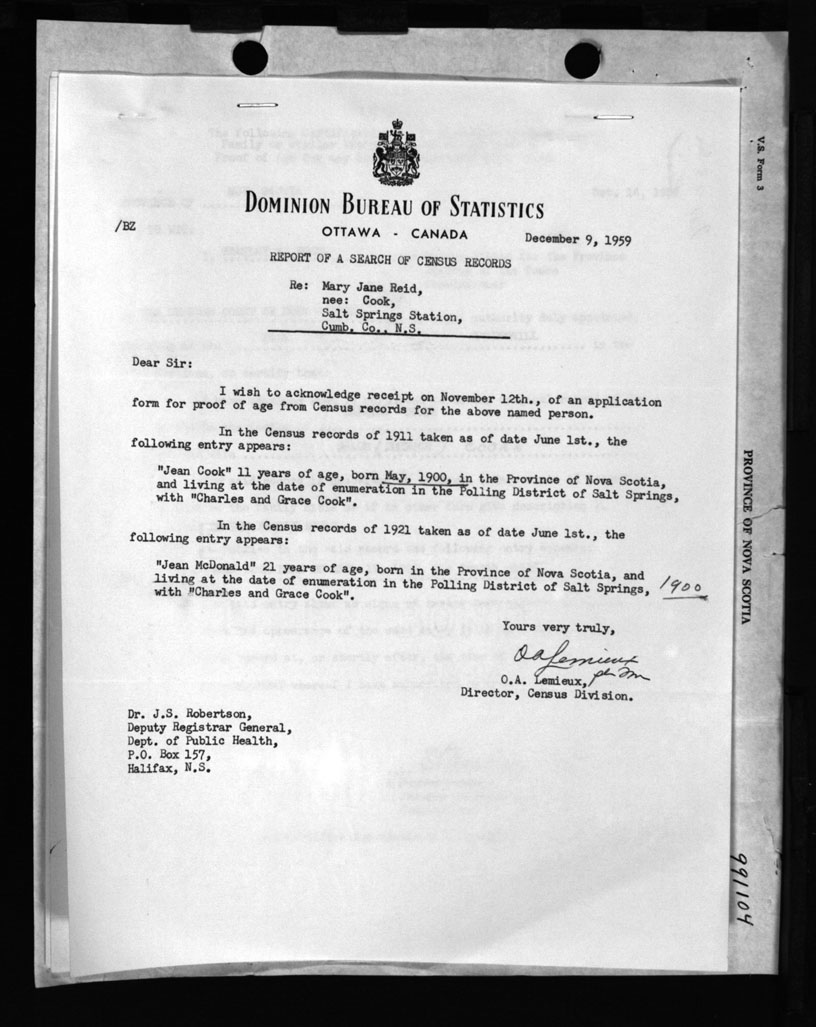 DOMINION BUREAU OF STATISTICS
/BZ
OTTAWA - CANADA
December 9, 1959
REPORT OF A SEARCH OF CENSUS RECORDS
Re: Mary Jane Reid,
nee: Cook,
Salt Springs Station,
Cumb. Co., N.S.
Dear Sir:
I wish to acknowledge receipt on November 12th., of an application
form for proof of age from Census records for the above named person.
In the Census records of 1911 taken as of date June 1st., the
following entry appears:
"Jean Cook" 11 years of age, born May, 1900, in the Province of Nova Scotia,
and living at the date of enumeration in the Polling District of Salt Springs,
with "Charles and Grace Cook".
In the Census records of 1921 taken as of date June 1st., the
following entry appears:
"Jean McDonald" 21 years of age, born in the Province of Nova Scotia, and
living at the date of enumeration in the Polling District of Salt Springs,
with "Charles and Grace Cook".
1900
Yours very truly,
O A Lemieux
O.A. Lemieux,
Director, Census Division.
Dr. J.S. Robertson,
Deputy Registrar General,
Dept. of Public Health,
P.O. Box 157,
Halifax, N.S.
V.S. Form 3
PROVINCE OF NOVA SCOTIA
991104